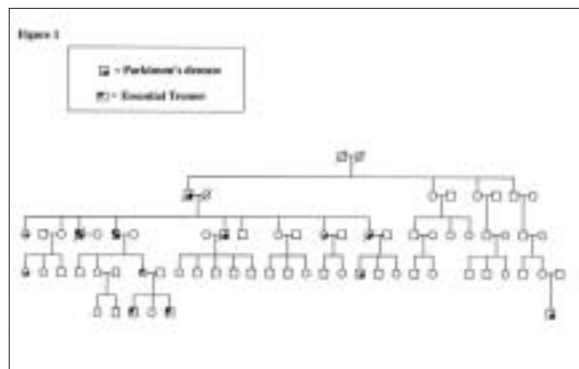 Figure 1
= Parkinson's disease
= Essential Tremor